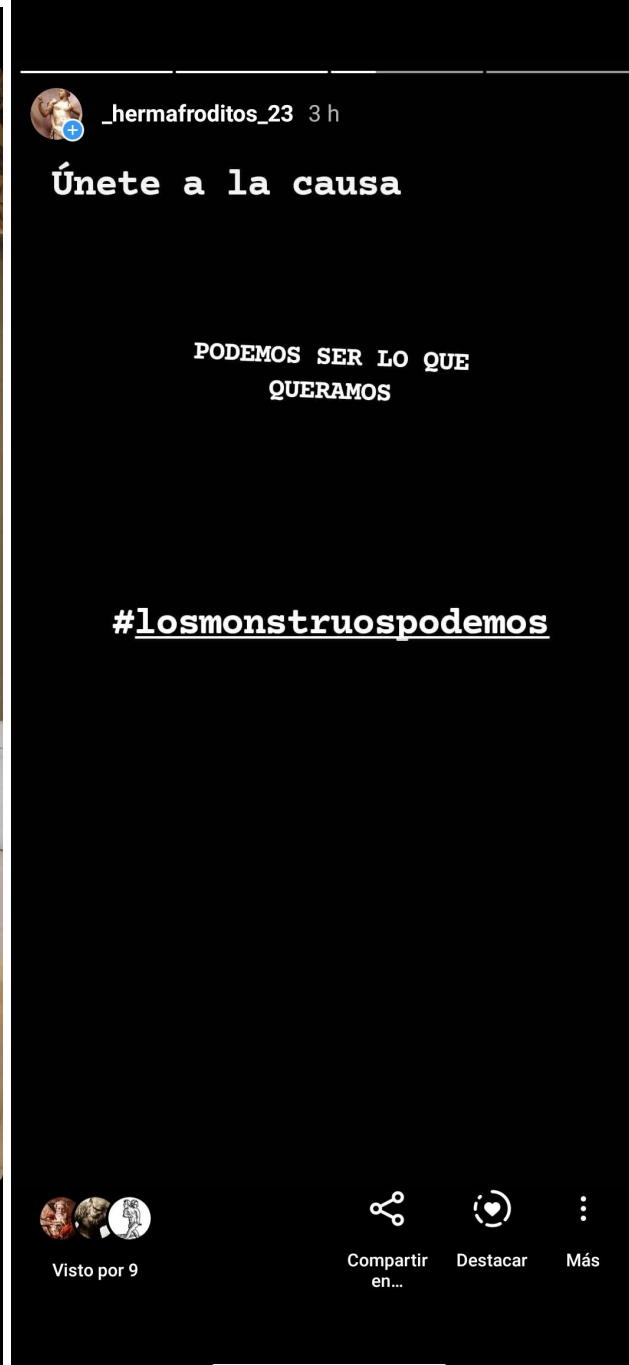 _hermafroditos_23 3 h
Únete a la causa
PODEMOS SER LO QUE
QUERAMOS
#losmonstruospodemos
Visto por 9
Compartir
en...
Destacar
Más